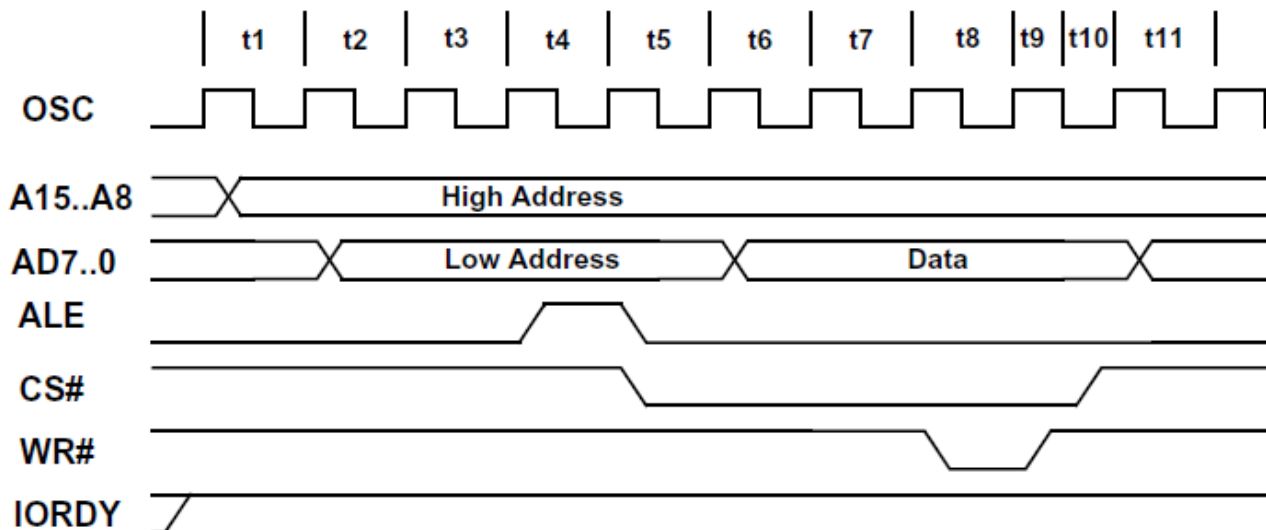 t1 t2 t3 t4 t5 t6 t7 t8 t9 t10 t11
OSC
A15..A8 High Address
AD7..0 Low Address Data
ALE
CS#
WR#
IORDY